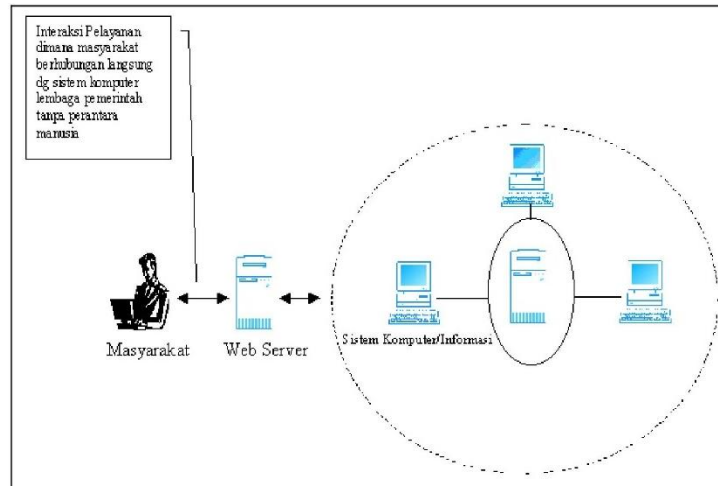 Interaksi Pelayanan
dimana masyarakat
berhubungan langsung
dg sistem komputer
lembaga pemerintah
tanpa perantara
manusia
Masyarakat
Web Server
Sistem Komputer/Informasi